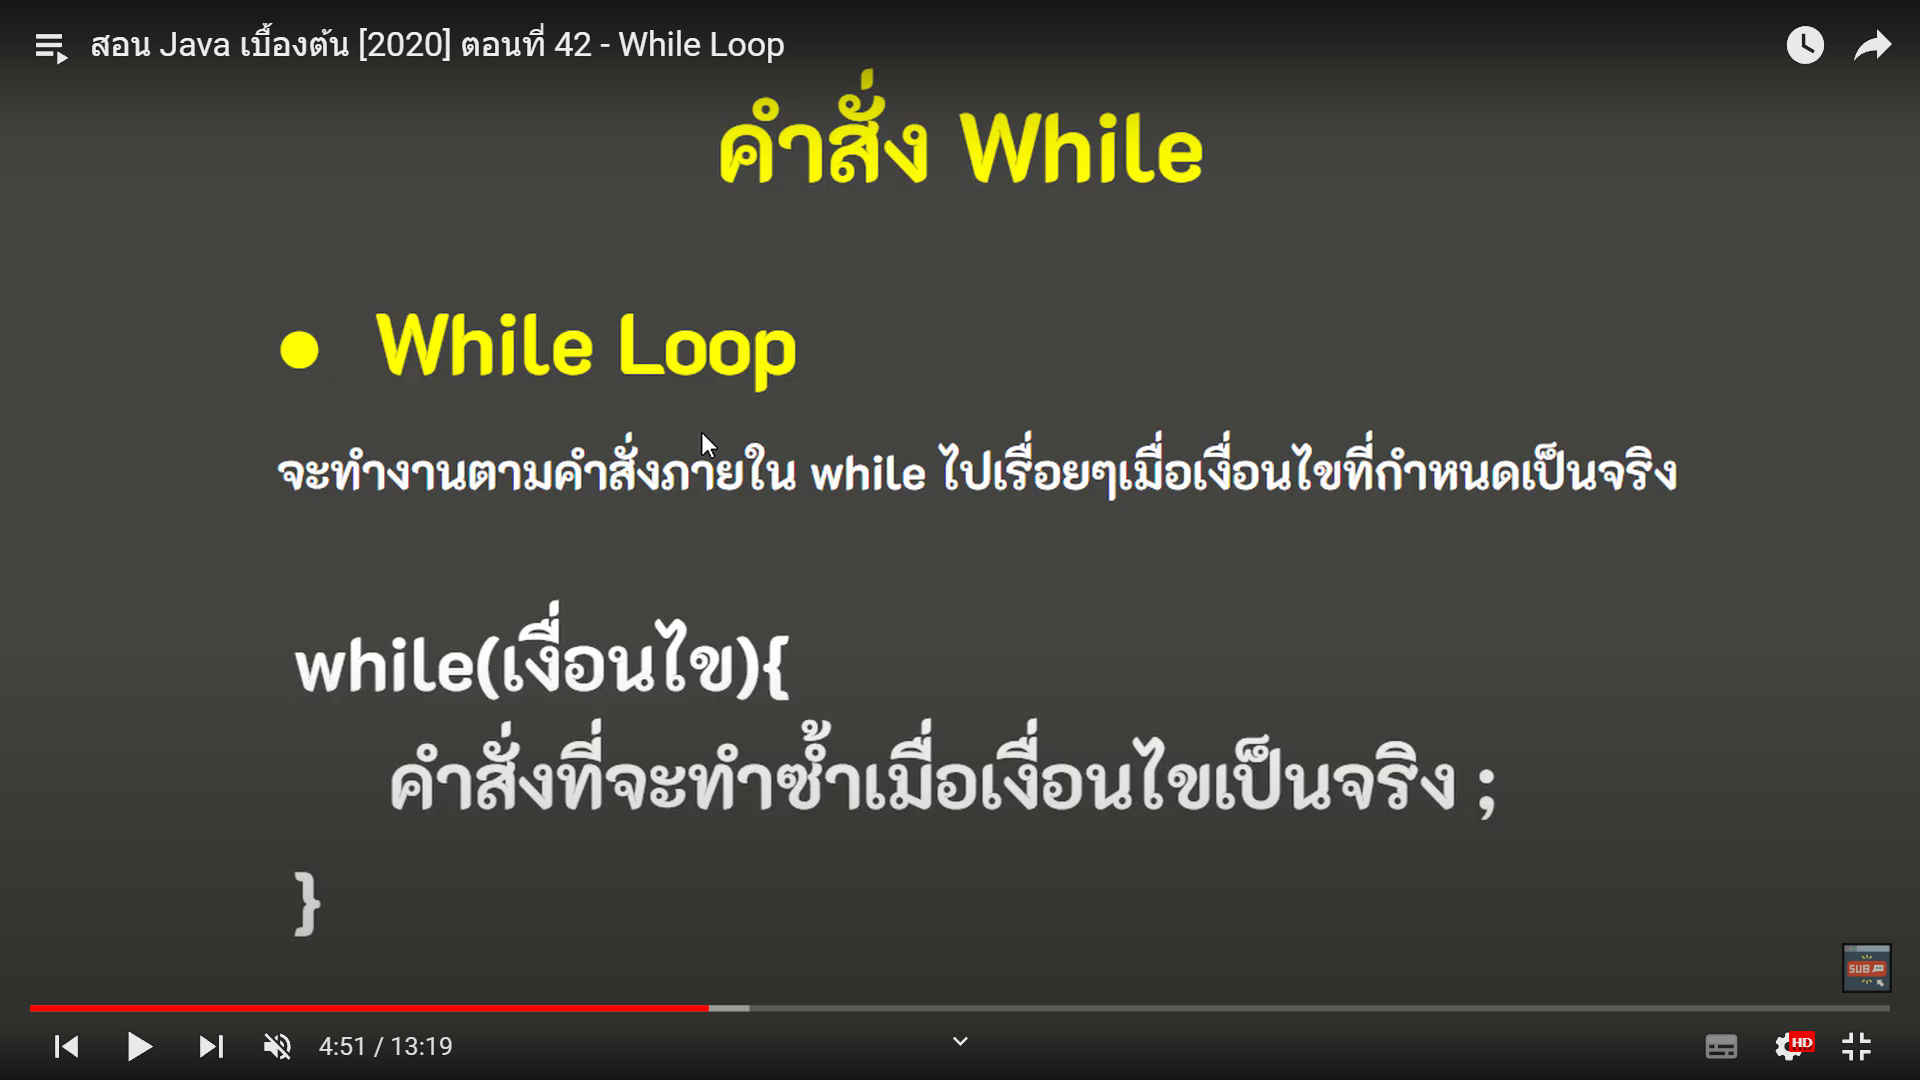 สอน Java เบื้องต้น [2020] ตอนที่ 42 - While Loop
คำสั่ง While
● While Loop
จะทำงานตามคำสั่งภายใน while ไปเรื่อยๆเมื่อเงื่อนไขที่กำหนดเป็นจริง
while(เงื่อนไข){
คำสั่งที่จะทำซ้ำเมื่อเงื่อนไขเป็นจริง ;
}
SUB
4:51 / 13:19
HD